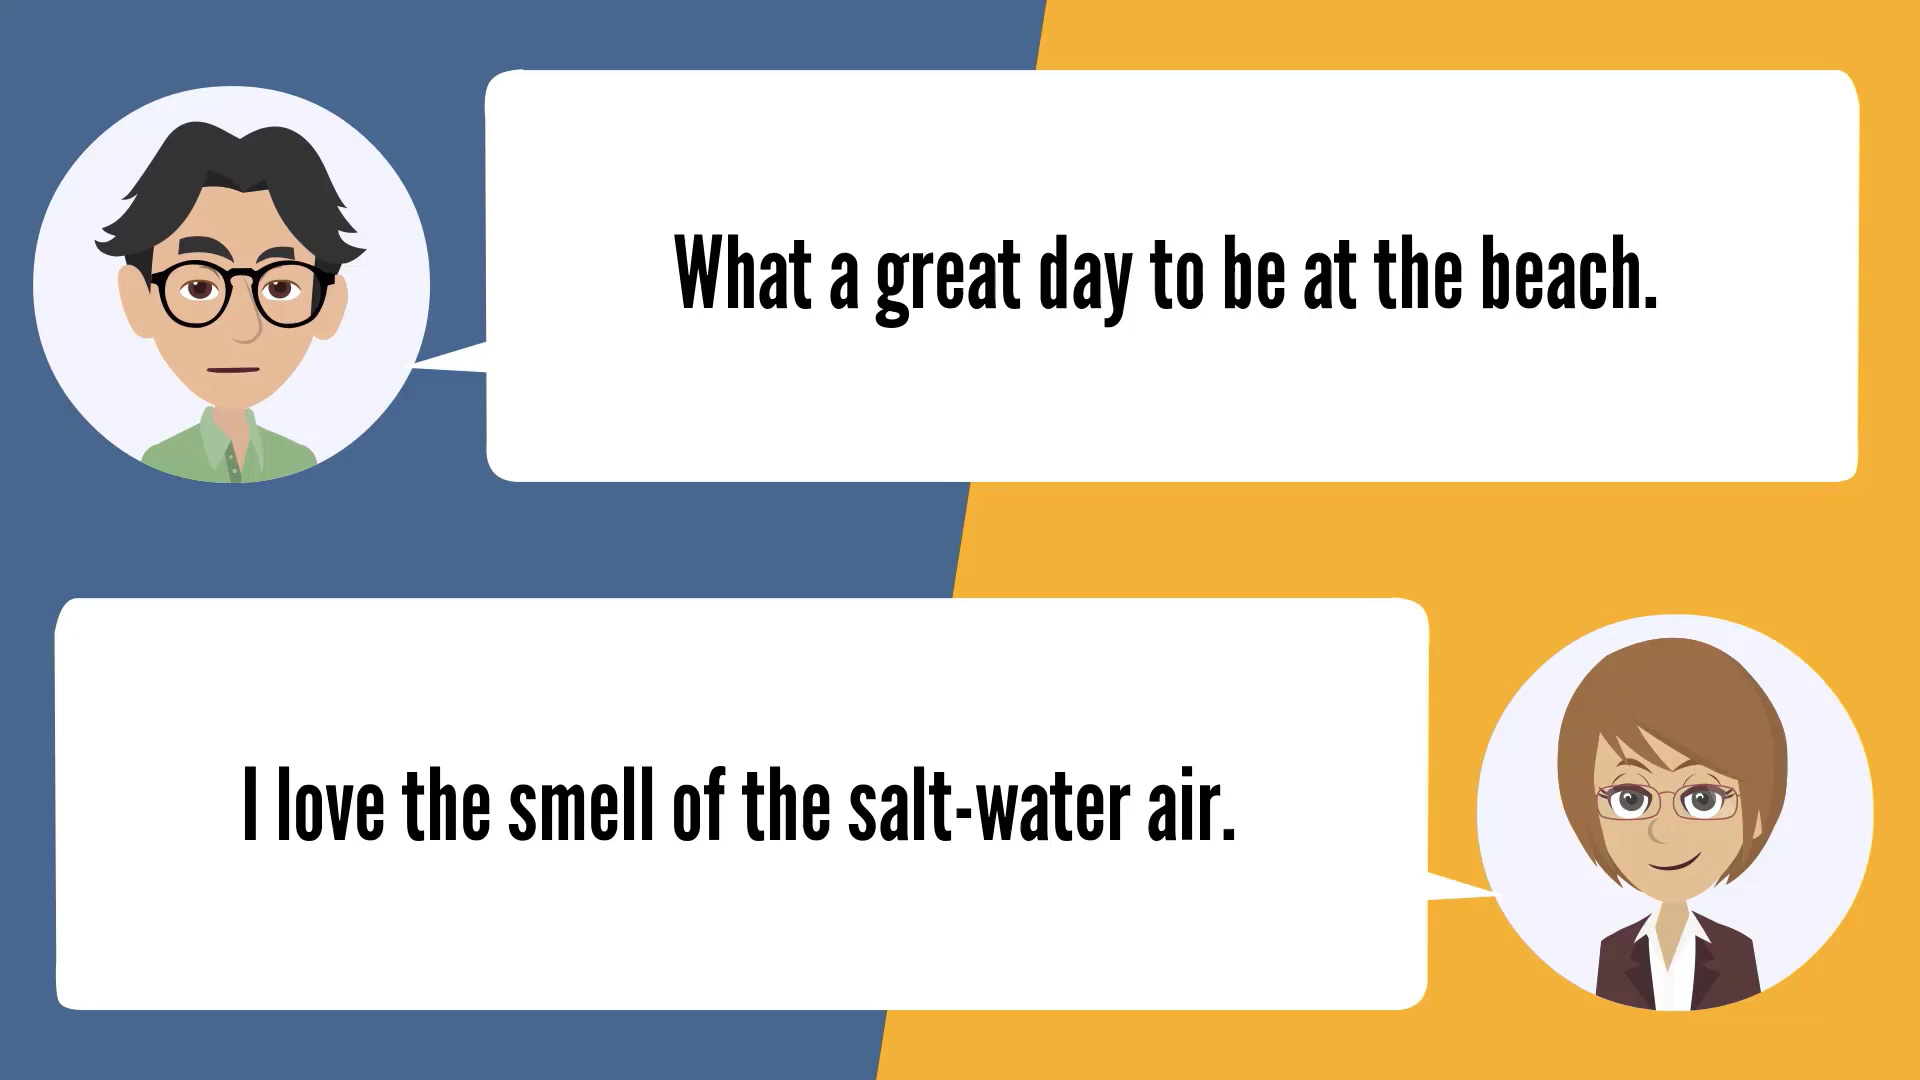 What a great day to be at the beach.
I love the smell of the salt-water air.